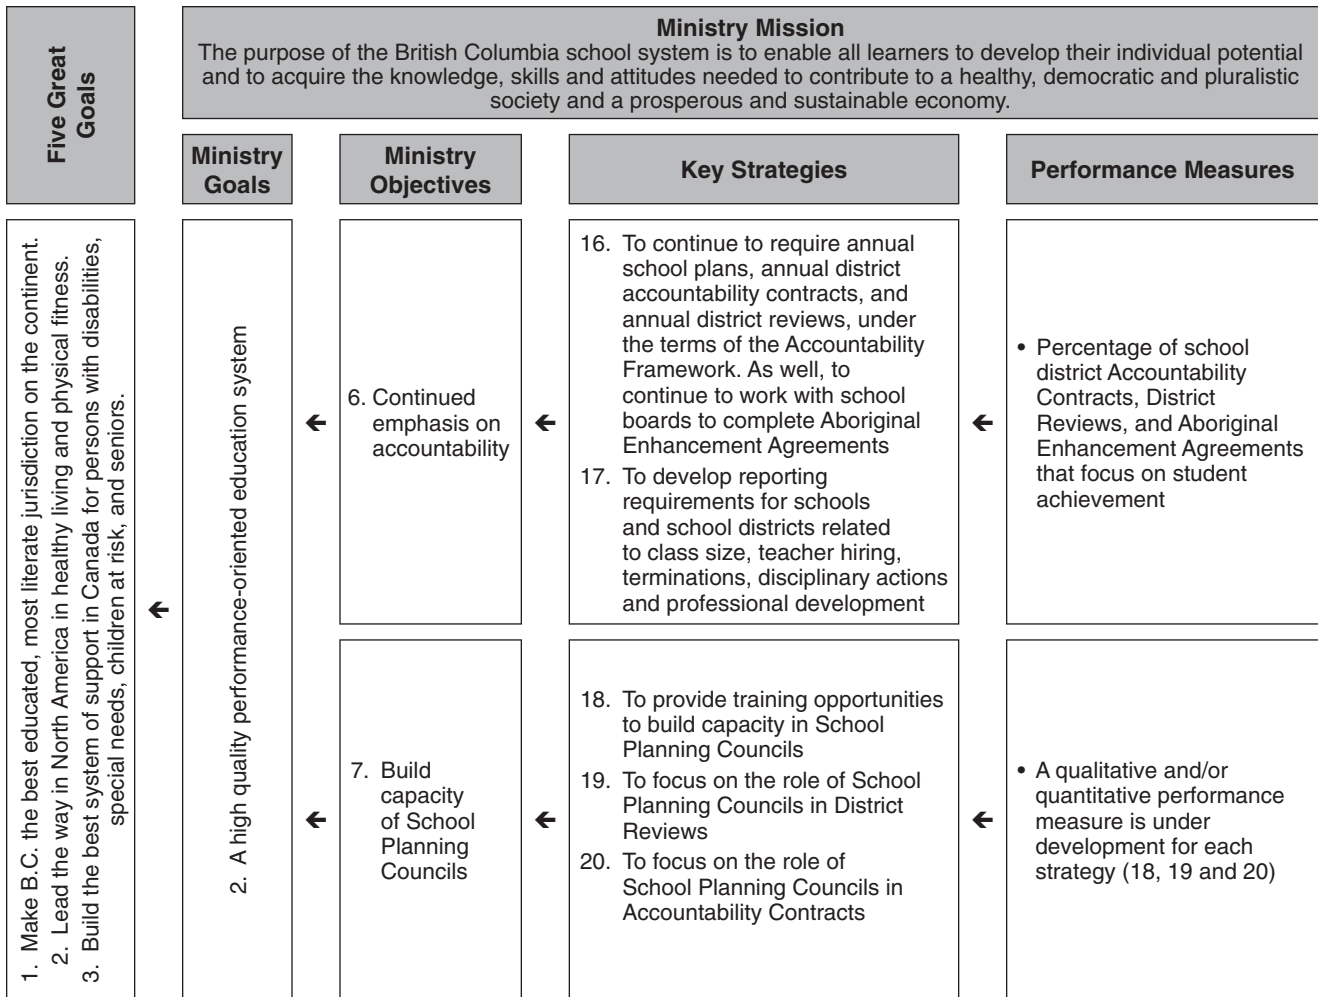 Five Great
Goals
Ministry Mission
The purpose of the British Columbia school system is to enable all learners to develop their individual potential
and to acquire the knowledge, skills and attitudes needed to contribute to a healthy, democratic and pluralistic
society and a prosperous and sustainable economy.
Ministry
Goals
Ministry
Objectives
Key Strategies
Performance Measures
1. Make B.C. the best educated, most literate jurisdiction on the continent.
2. Lead the way in North America in healthy living and physical fitness.
3. Build the best system of support in Canada for persons with disabilities,
special needs, children at risk, and seniors.
2. A high quality performance-oriented education system
6. Continued
emphasis on
accountability
16. To continue to require annual
school plans, annual district
accountability contracts, and
annual district reviews, under
the terms of the Accountability
Framework. As well, to
continue to work with school
boards to complete Aboriginal
Enhancement Agreements
17. To develop reporting
requirements for schools
and school districts related
to class size, teacher hiring,
terminations, disciplinary actions
and professional development
• Percentage of school
district Accountability
Contracts, District
Reviews, and Aboriginal
Enhancement Agreements
that focus on student
achievement
7. Build
capacity
of School
Planning
Councils
18. To provide training opportunities
to build capacity in School
Planning Councils
19. To focus on the role of School
Planning Councils in District
Reviews
20. To focus on the role of
School Planning Councils in
Accountability Contracts
• A qualitative and/or
quantitative performance
measure is under
development for each
strategy (18, 19 and 20)